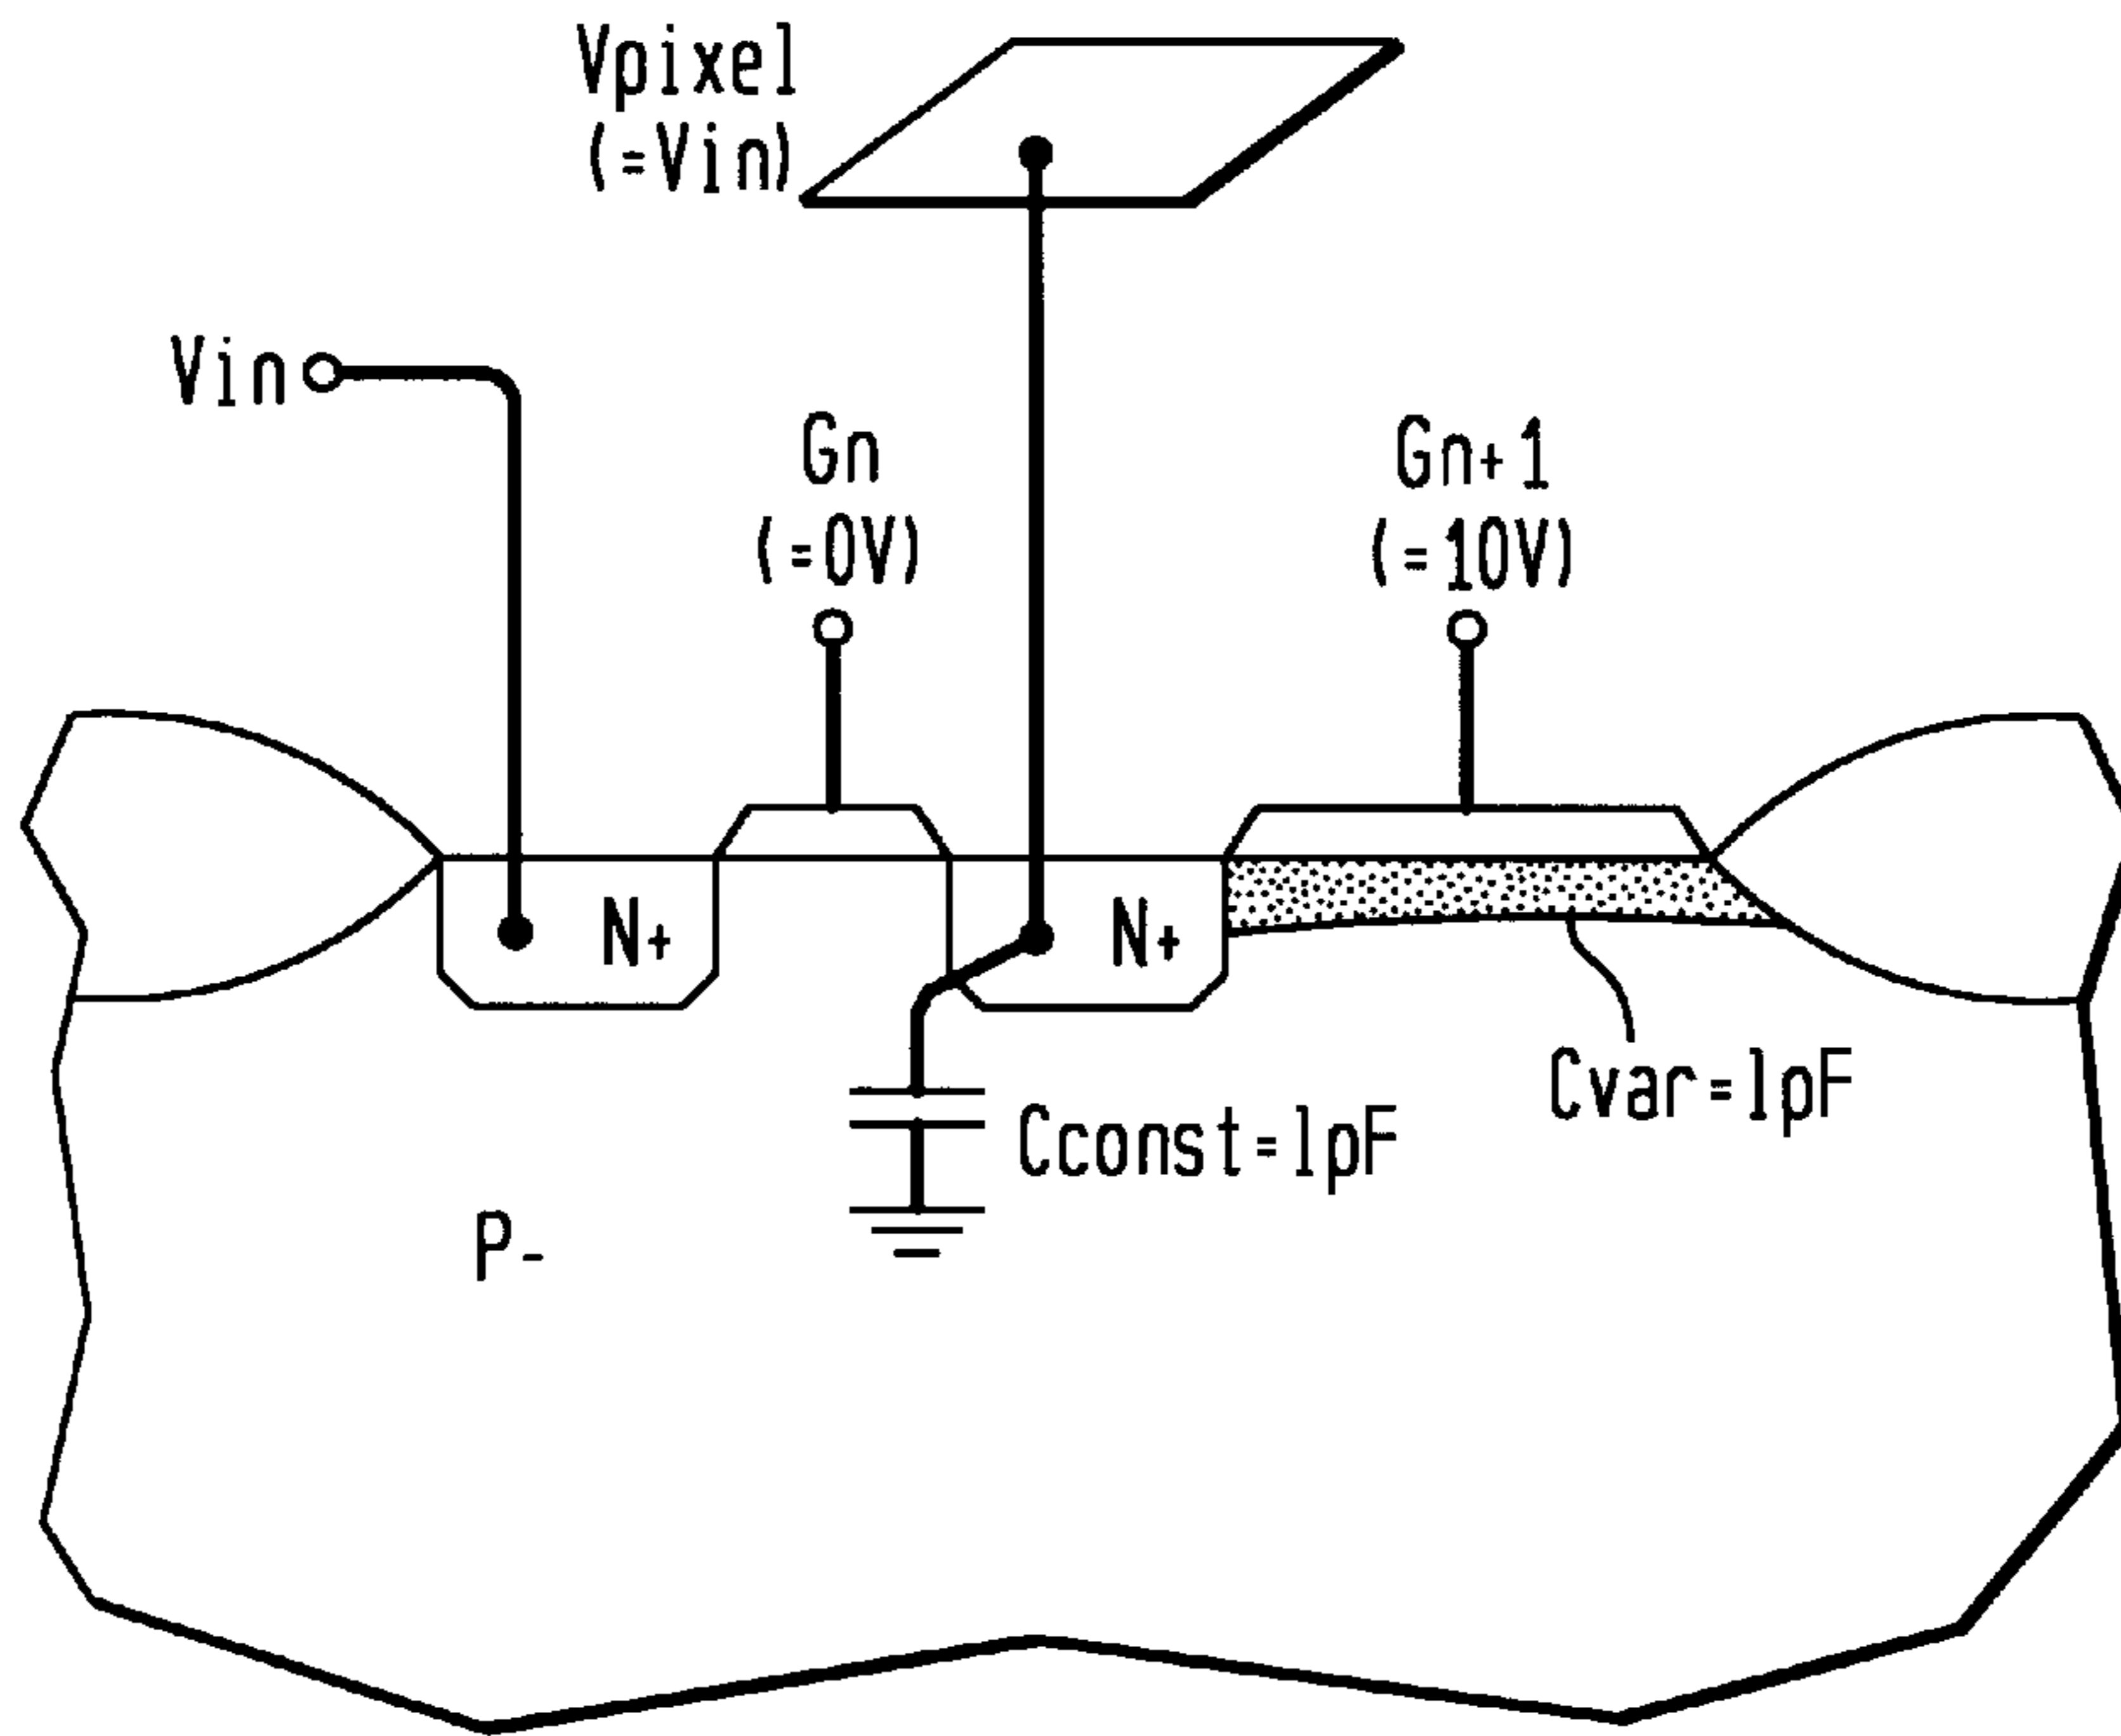 Vpixel
(=Vin)
Vin
Gn
(=0V)
Gn+1
(=10V)
N+
N+
Cvar=1pF
Cconst=1pF
P-